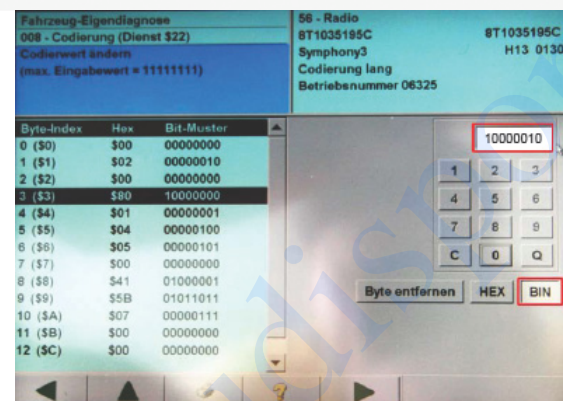 Fahrzeug-Eigendiagnose
008 - Codierung (Dienst $22)
Codierwert ändern
(max. Eingabewert = 11111111)
56 - Radio
8T1035195C 8T1035195C
Symphony3 H13 0130
Codierung lang
Betriebsnummer 06325
Byte-Index Hex Bit-Muster
0 ($0) $00 00000000
1 ($1) $02 00000010
2 ($2) $00 00000000
3 ($3) $80 10000000
4 ($4) $01 00000001
5 ($5) $04 00000100
6 ($6) $05 00000101
7 ($7) $00 00000000
8 ($8) $41 01000001
9 ($9) $5B 01011011
10 ($A) $07 00000111
11 ($B) $00 00000000
12 ($C) $00 00000000
10000010
1 2 3
4 5 6
7 8 9
C 0 Q
Byte entfernen HEX BIN